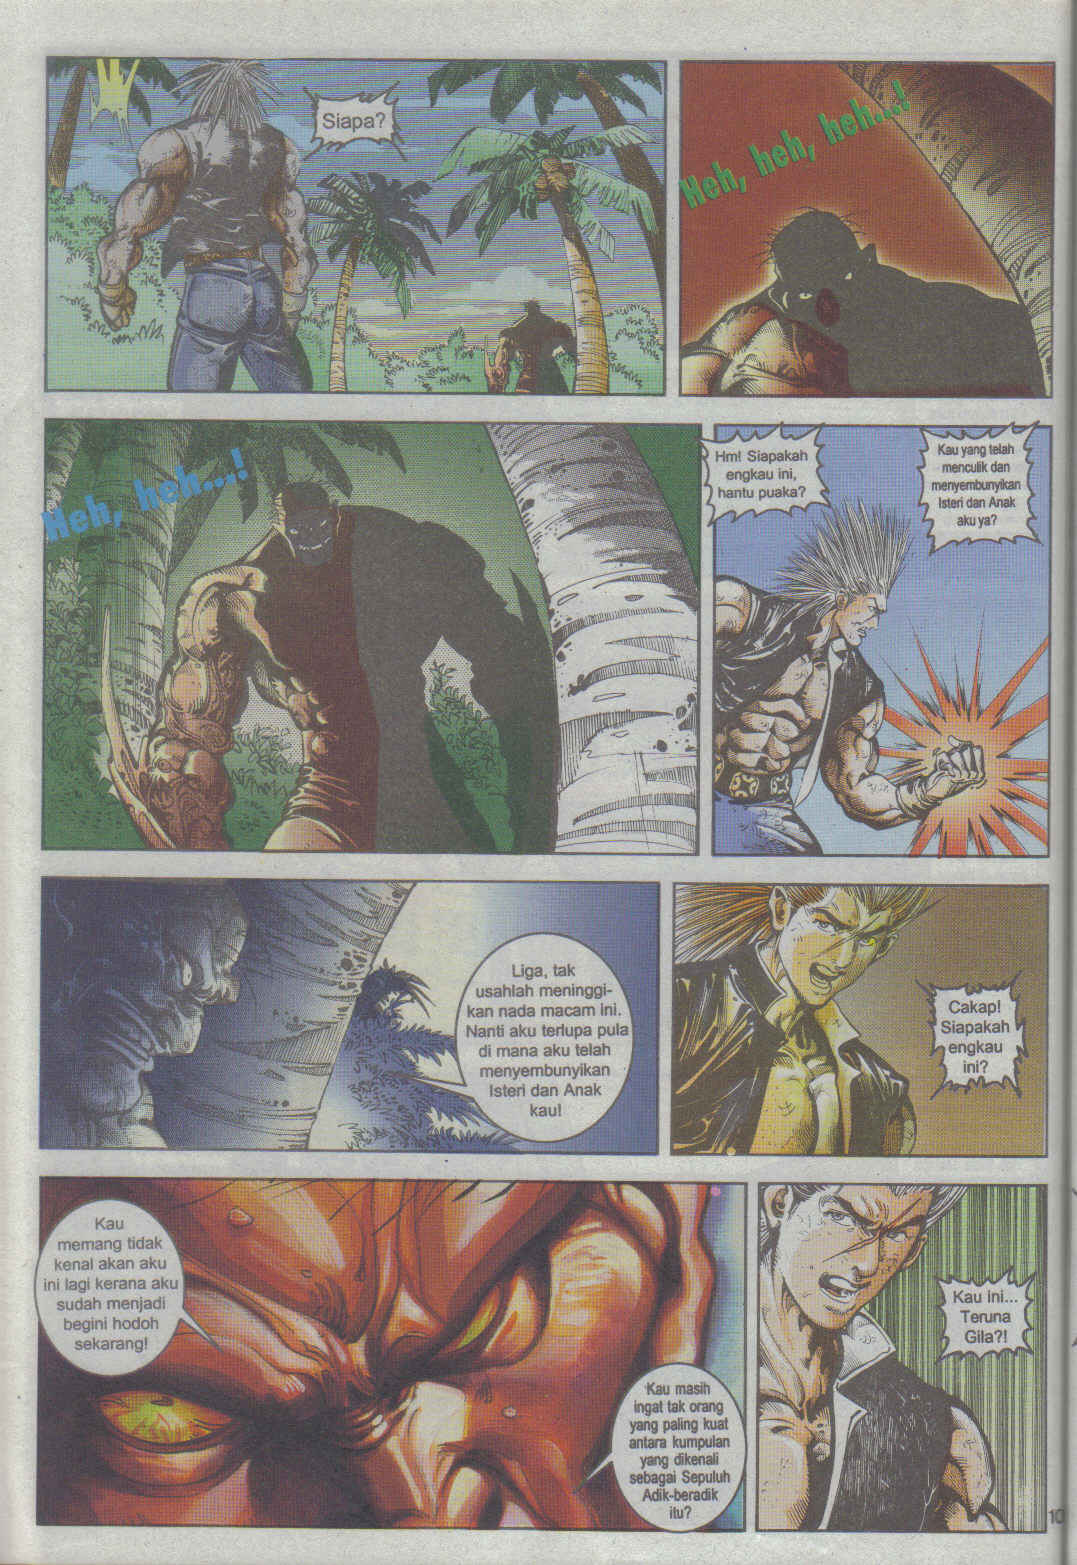 Siapa?
Heh, heh, heh...!
Heh, heh...!
Hm! Siapakah
engkau ini,
hantu puaka?
Kau yang telah
menculik dan
menyembunyikan
Isteri dan Anak
aku ya?
Liga, tak
usahlah meninggi-
kan nada macam ini.
Nanti aku terlupa pula
di mana aku telah
menyembunyikan
Isteri dan Anak
kau!
Cakap!
Siapakah
engkau
ini?
Kau
memang tidak
kenal akan aku
ini lagi kerana aku
sudah menjadi
begini hodoh
sekarang!
Kau masih
ingat tak orang
yang paling kuat
antara kumpulan
yang dikenali
sebagai Sepuluh
Adik-beradik
itu?
Kau ini...
Teruna
Gila?!
10